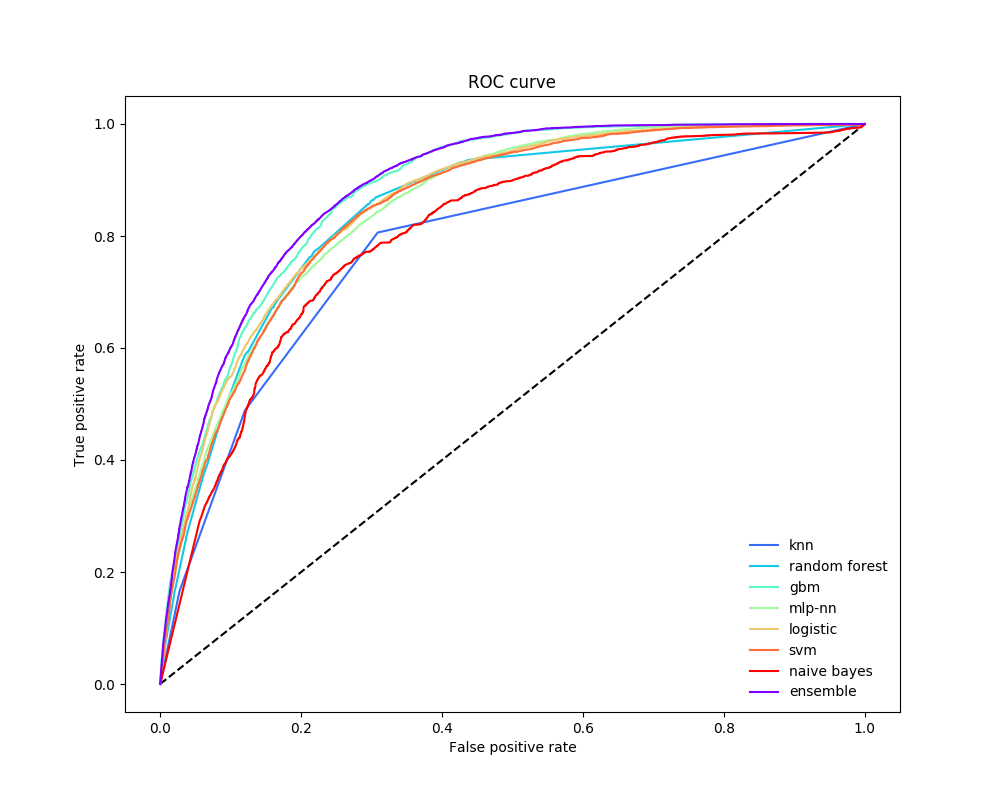 ROC curve
1.0
0.8
0.6
0.4
0.2
0.0
True positive rate
knn
random forest
gbm
mlp-nn
logistic
svm
naive bayes
ensemble
0.0 0.2 0.4 0.6 0.8 1.0
False positive rate